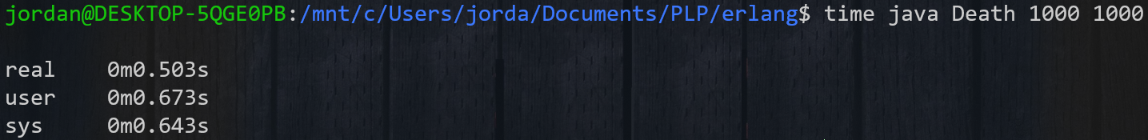 jordan@DESKTOP-5QGE0PB:/mnt/c/Users/jorda/Documents/PLP/erlang$ time java Death 1000 1000
real 0m0.503s
user 0m0.673s
sys 0m0.643s